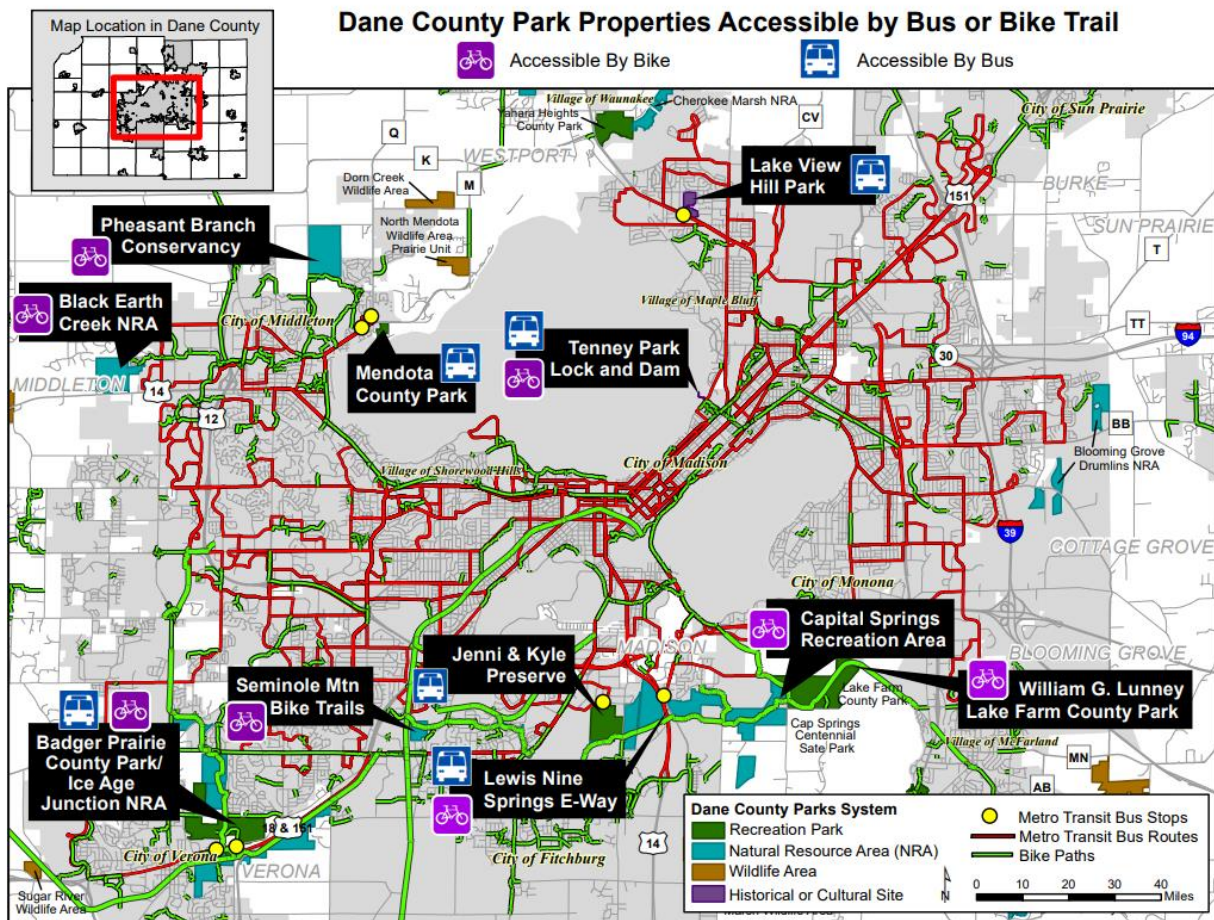 Map Location in Dane County
Dane County Park Properties Accessible by Bus or Bike Trail
Accessible By Bike
Accessible By Bus
Village of Waunakee
Cherokee Marsh NRA
Yahara Heights
County Park
CV
City of Sun Prairie
Q
K
M
WESTPORT
Dorn Creek
Wildlife Area
North Mendota
Wildlife Area
Prairie Unit
Lake View
Hill Park
151
BURKE
SUN PRAIRIE
T
Pheasant Branch
Conservancy
Black Earth
Creek NRA
City of Middleton
Village of Maple Bluff
TT
94
30
MIDDLETON
14
12
Mendota
County Park
Tenney Park
Lock and Dam
BB
Blooming Grove
Drumlins NRA
Village of Shorewood Hills
City of Madison
39
COTTAGE GROVE
City of Monona
Capital Springs
Recreation Area
MADISON
BLOOMING GROVE
Jenni & Kyle
Preserve
Seminole Mtn
Bike Trails
Lake Farm
County Park
William G. Lunney
Lake Farm County Park
Cap Springs
Centennial
Sate Park
Village of McFarland
Badger Prairie
County Park/
Ice Age
Junction NRA
Lewis Nine
Springs E-Way
MN
AB
18 & 151
City of Verona
VERONA
City of Fitchburg
14
Sugar River
Wildlife Area
Dane County Parks System
Recreation Park
Natural Resource Area (NRA)
Wildlife Area
Historical or Cultural Site
Metro Transit Bus Stops
Metro Transit Bus Routes
Bike Paths
N
0 10 20 30 40
Miles